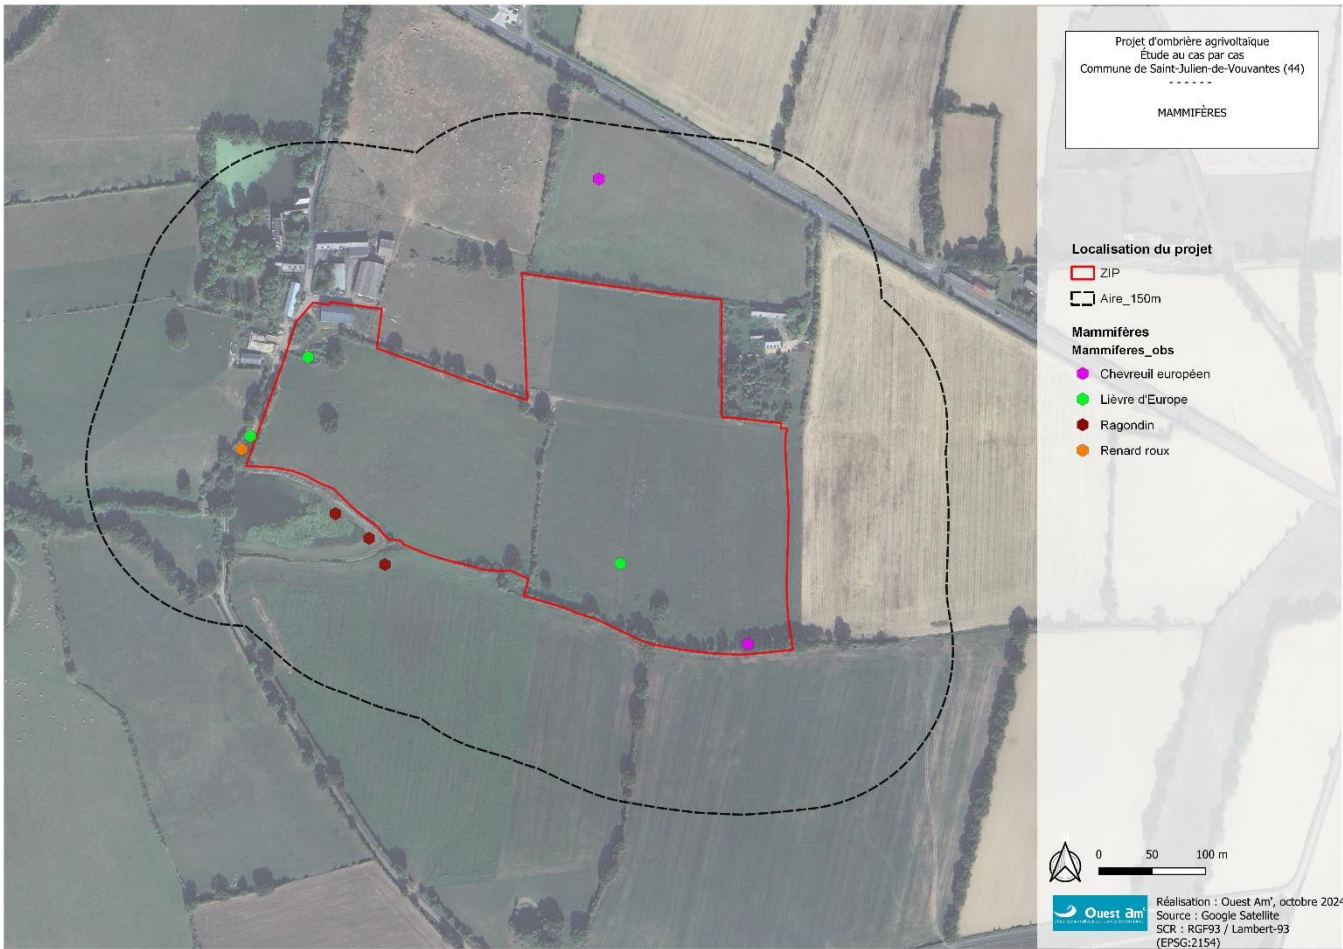 Projet d'ombrière agrivoltaïque
Étude au cas par cas
Commune de Saint-Julien-de-Vouvantes (44)
- - - - - -
MAMMIFÈRES
Localisation du projet
ZIP
Aire_150m
Mammifères
Mammiferes_obs
Chevreuil européen
Lièvre d'Europe
Ragondin
Renard roux
0 50 100 m
Ouest am'
Réalisation : Ouest Am', octobre 2024
Source : Google Satellite
SCR : RGF93 / Lambert-93
(EPSG:2154)